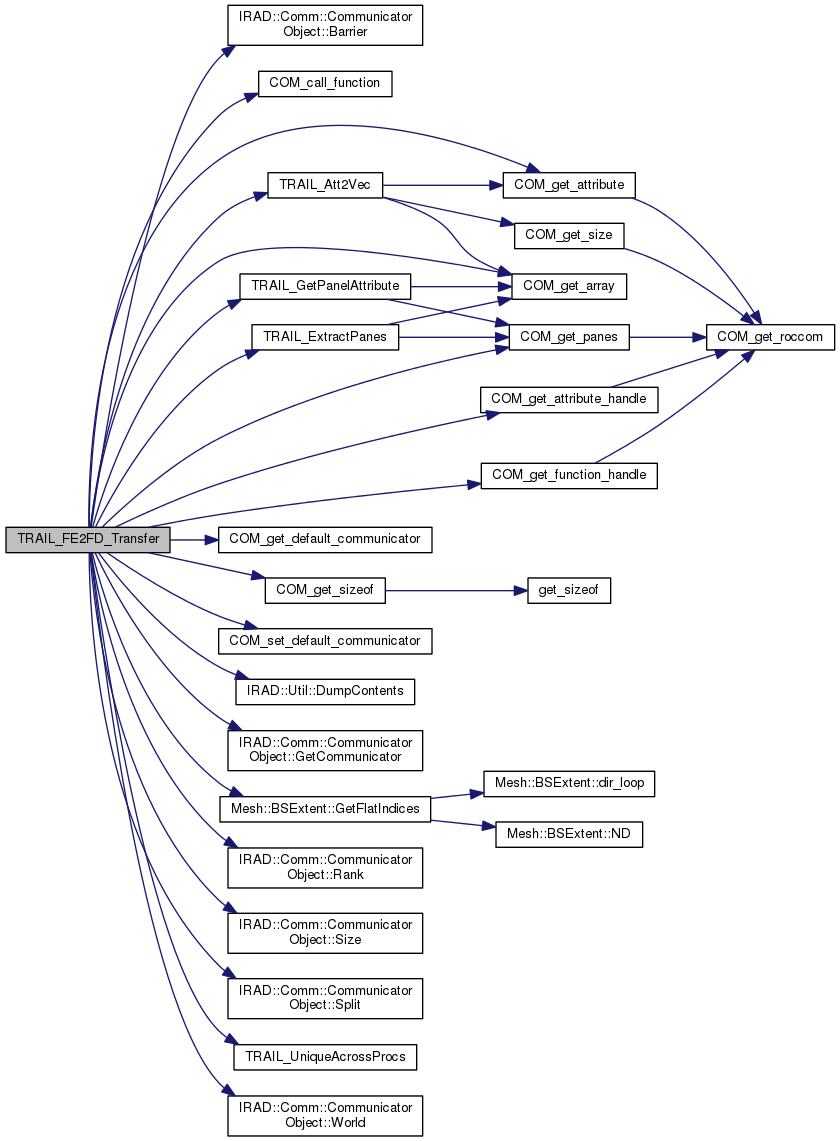 IRAD::Comm::Communicator
Object::Barrier
COM_call_function
TRAIL_Att2Vec
COM_get_attribute
COM_get_size
TRAIL_GetPanelAttribute
COM_get_array
TRAIL_ExtractPanes
COM_get_panes
COM_get_roccom
COM_get_attribute_handle
COM_get_function_handle
TRAIL_FE2FD_Transfer
COM_get_default_communicator
COM_get_sizeof
get_sizeof
COM_set_default_communicator
IRAD::Util::DumpContents
IRAD::Comm::Communicator
Object::GetCommunicator
Mesh::BSExtent::GetFlatIndices
Mesh::BSExtent::dir_loop
Mesh::BSExtent::ND
IRAD::Comm::Communicator
Object::Rank
IRAD::Comm::Communicator
Object::Size
IRAD::Comm::Communicator
Object::Split
TRAIL_UniqueAcrossProcs
IRAD::Comm::Communicator
Object::World